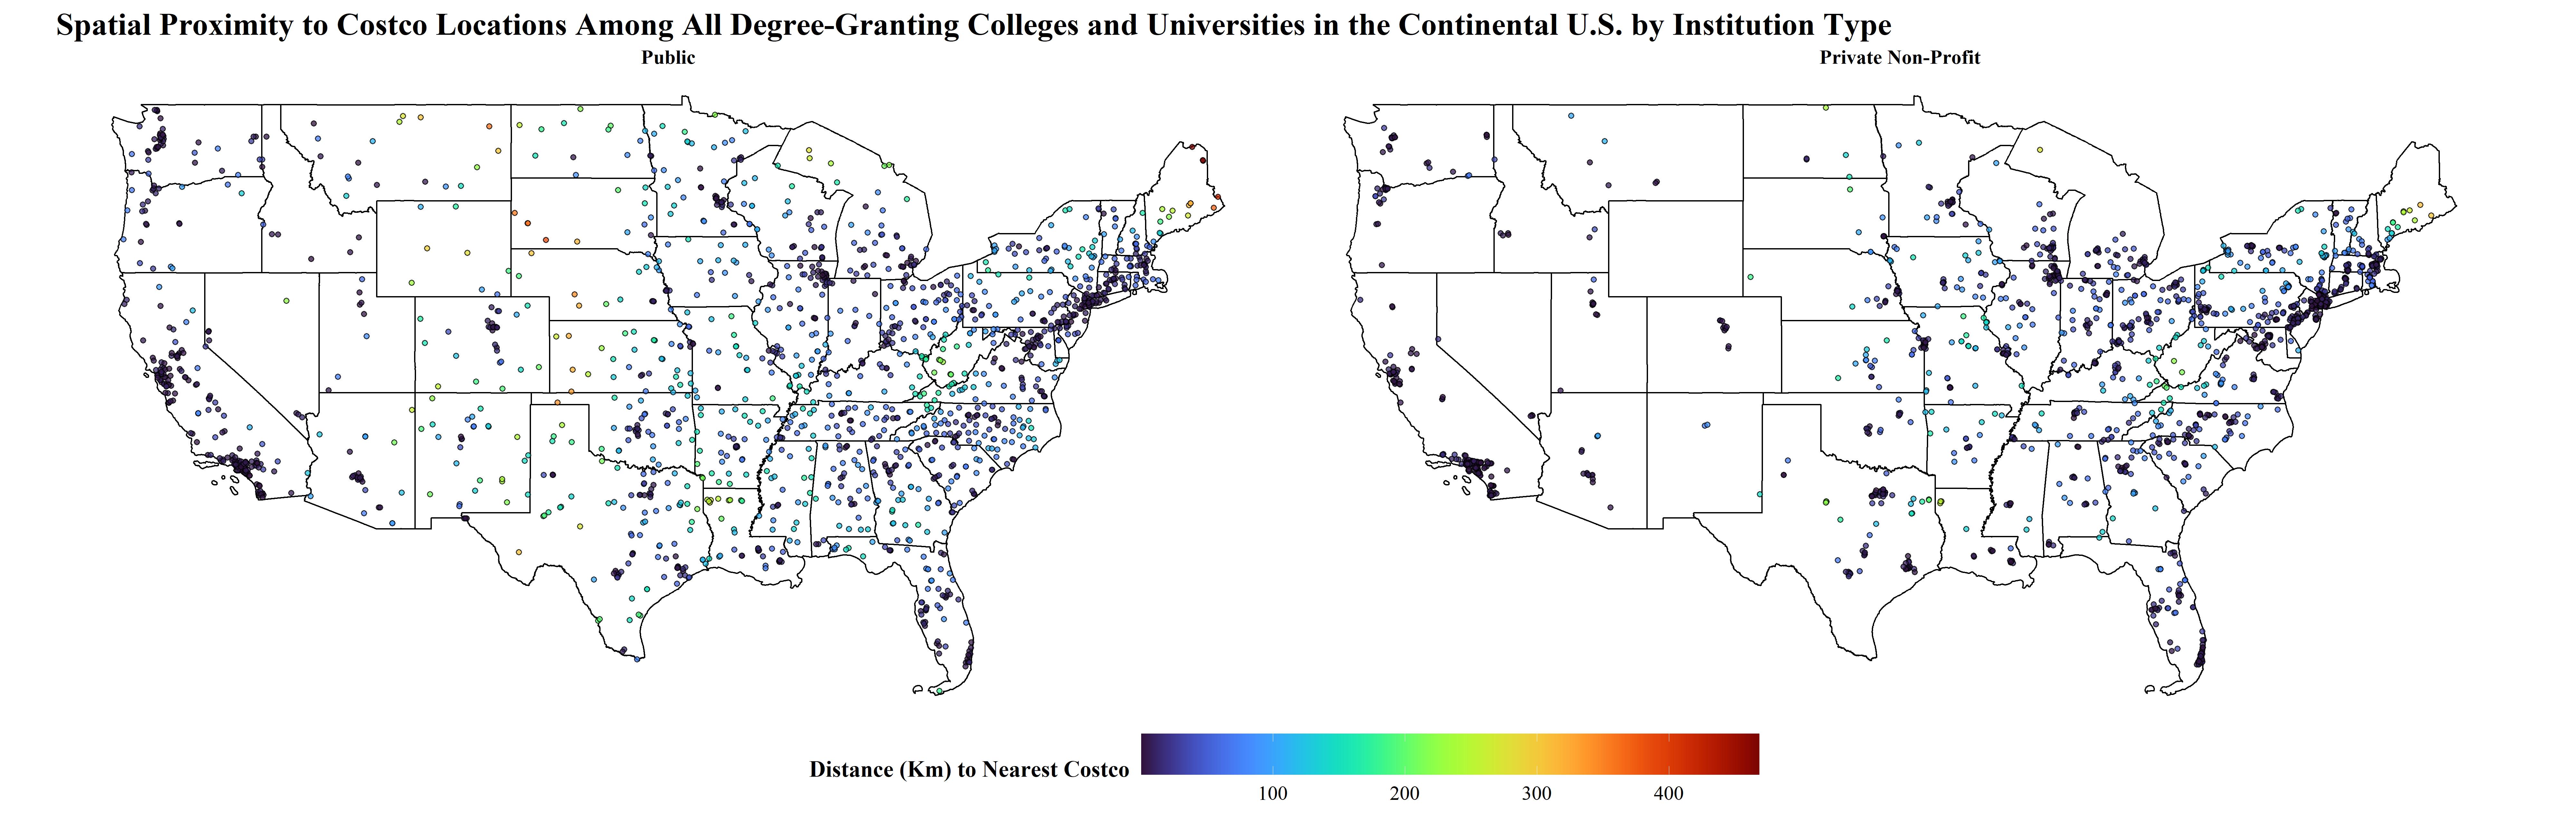 Spatial Proximity to Costco Locations Among All Degree-Granting Colleges and Universities in the Continental U.S. by Institution Type
Public
Private Non-Profit
Distance (Km) to Nearest Costco
100
200
300
400